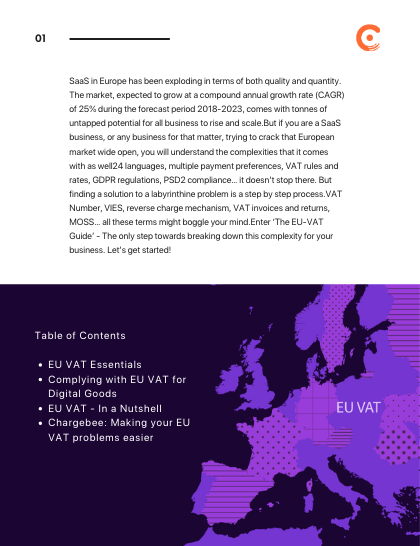 01
SaaS in Europe has been exploding in terms of both quality and quantity.
The market, expected to grow at a compound annual growth rate (CAGR)
of 25% during the forecast period 2018-2023, comes with tonnes of
untapped potential for all business to rise and scale.But if you are a SaaS
business, or any business for that matter, trying to crack that European
market wide open, you will understand the complexities that it comes
with as well24 languages, multiple payment preferences, VAT rules and
rates, GDPR regulations, PSD2 compliance... it doesn't stop there. But
finding a solution to a labyrinthine problem is a step by step process.VAT
Number, VIES, reverse charge mechanism, VAT invoices and returns,
MOSS... all these terms might boggle your mind.Enter 'The EU-VAT
Guide' - The only step towards breaking down this complexity for your
business. Let's get started!
Table of Contents
• EU VAT Essentials
• Complying with EU VAT for
Digital Goods
• EU VAT - In a Nutshell
• Chargebee: Making your EU
VAT problems easier
EU VAT